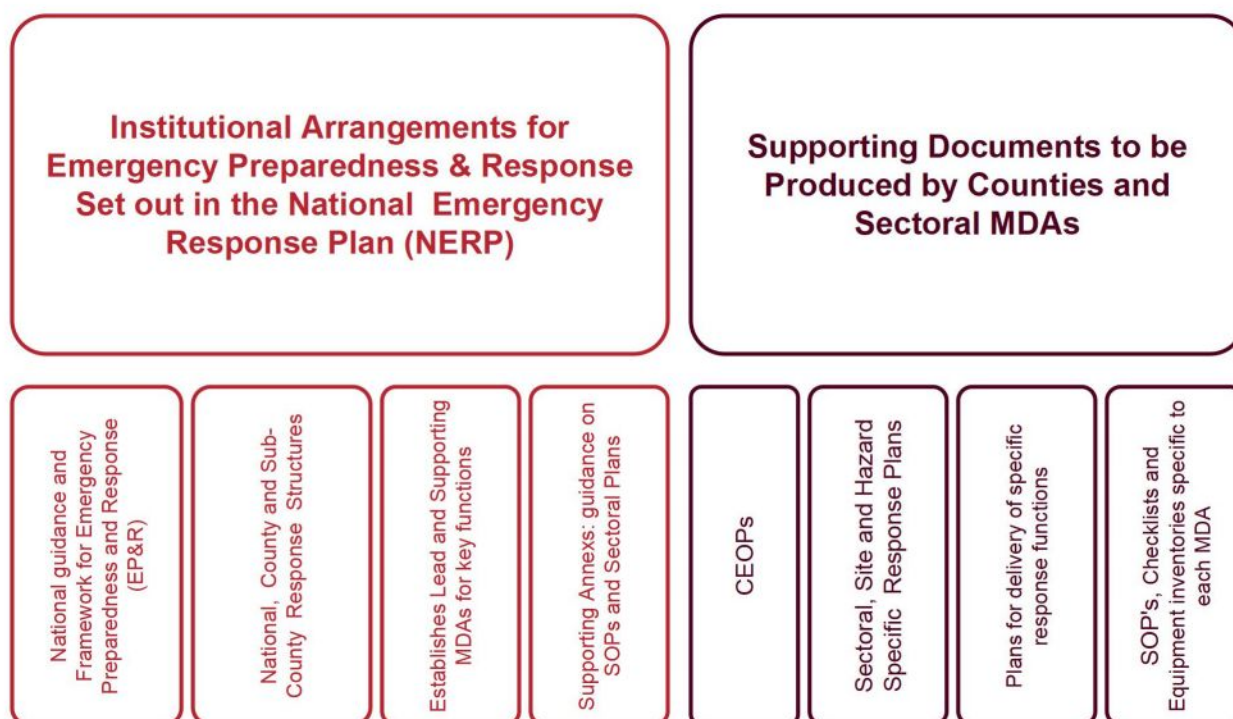 Institutional Arrangements for
Emergency Preparedness & Response
Set out in the National Emergency
Response Plan (NERP)
Supporting Documents to be
Produced by Counties and
Sectoral MDAs
National guidance and
Framework for Emergency
Preparedness and Response
(EP&R)
National, County and Sub-
County Response Structures
Establishes Lead and Supporting
MDAs for key functions
Supporting Annexs: guidance on
SOPs and Sectoral Plans
CEOPs
Sectoral, Site and Hazard
Specific Response Plans
Plans for delivery of specific
response functions
SOP's, Checklists and
Equipment inventories specific to
each MDA